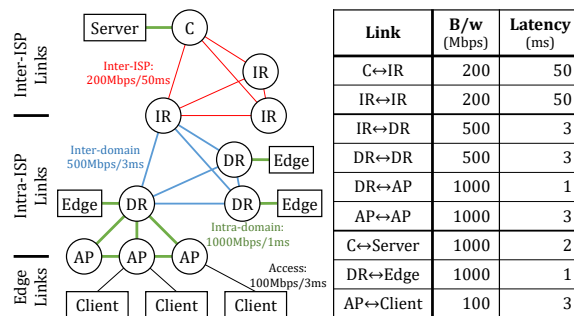 Inter-ISP
Links
Intra-ISP
Links
Edge
Links
Server
C
Inter-ISP:
200Mbps/50ms
IR
IR
IR
Inter-domain
500Mbps/3ms
DR
Edge
Edge
DR
DR
Edge
Intra-domain:
1000Mbps/1ms
AP
AP
AP
Access:
100Mbps/3ms
Client
Client
Client
Link B/w (Mbps) Latency (ms)
C↔IR 200 50
IR↔IR 200 50
IR↔DR 500 3
DR↔DR 500 3
DR↔AP 1000 1
AP↔AP 1000 3
C↔Server 1000 2
DR↔Edge 1000 1
AP↔Client 100 3